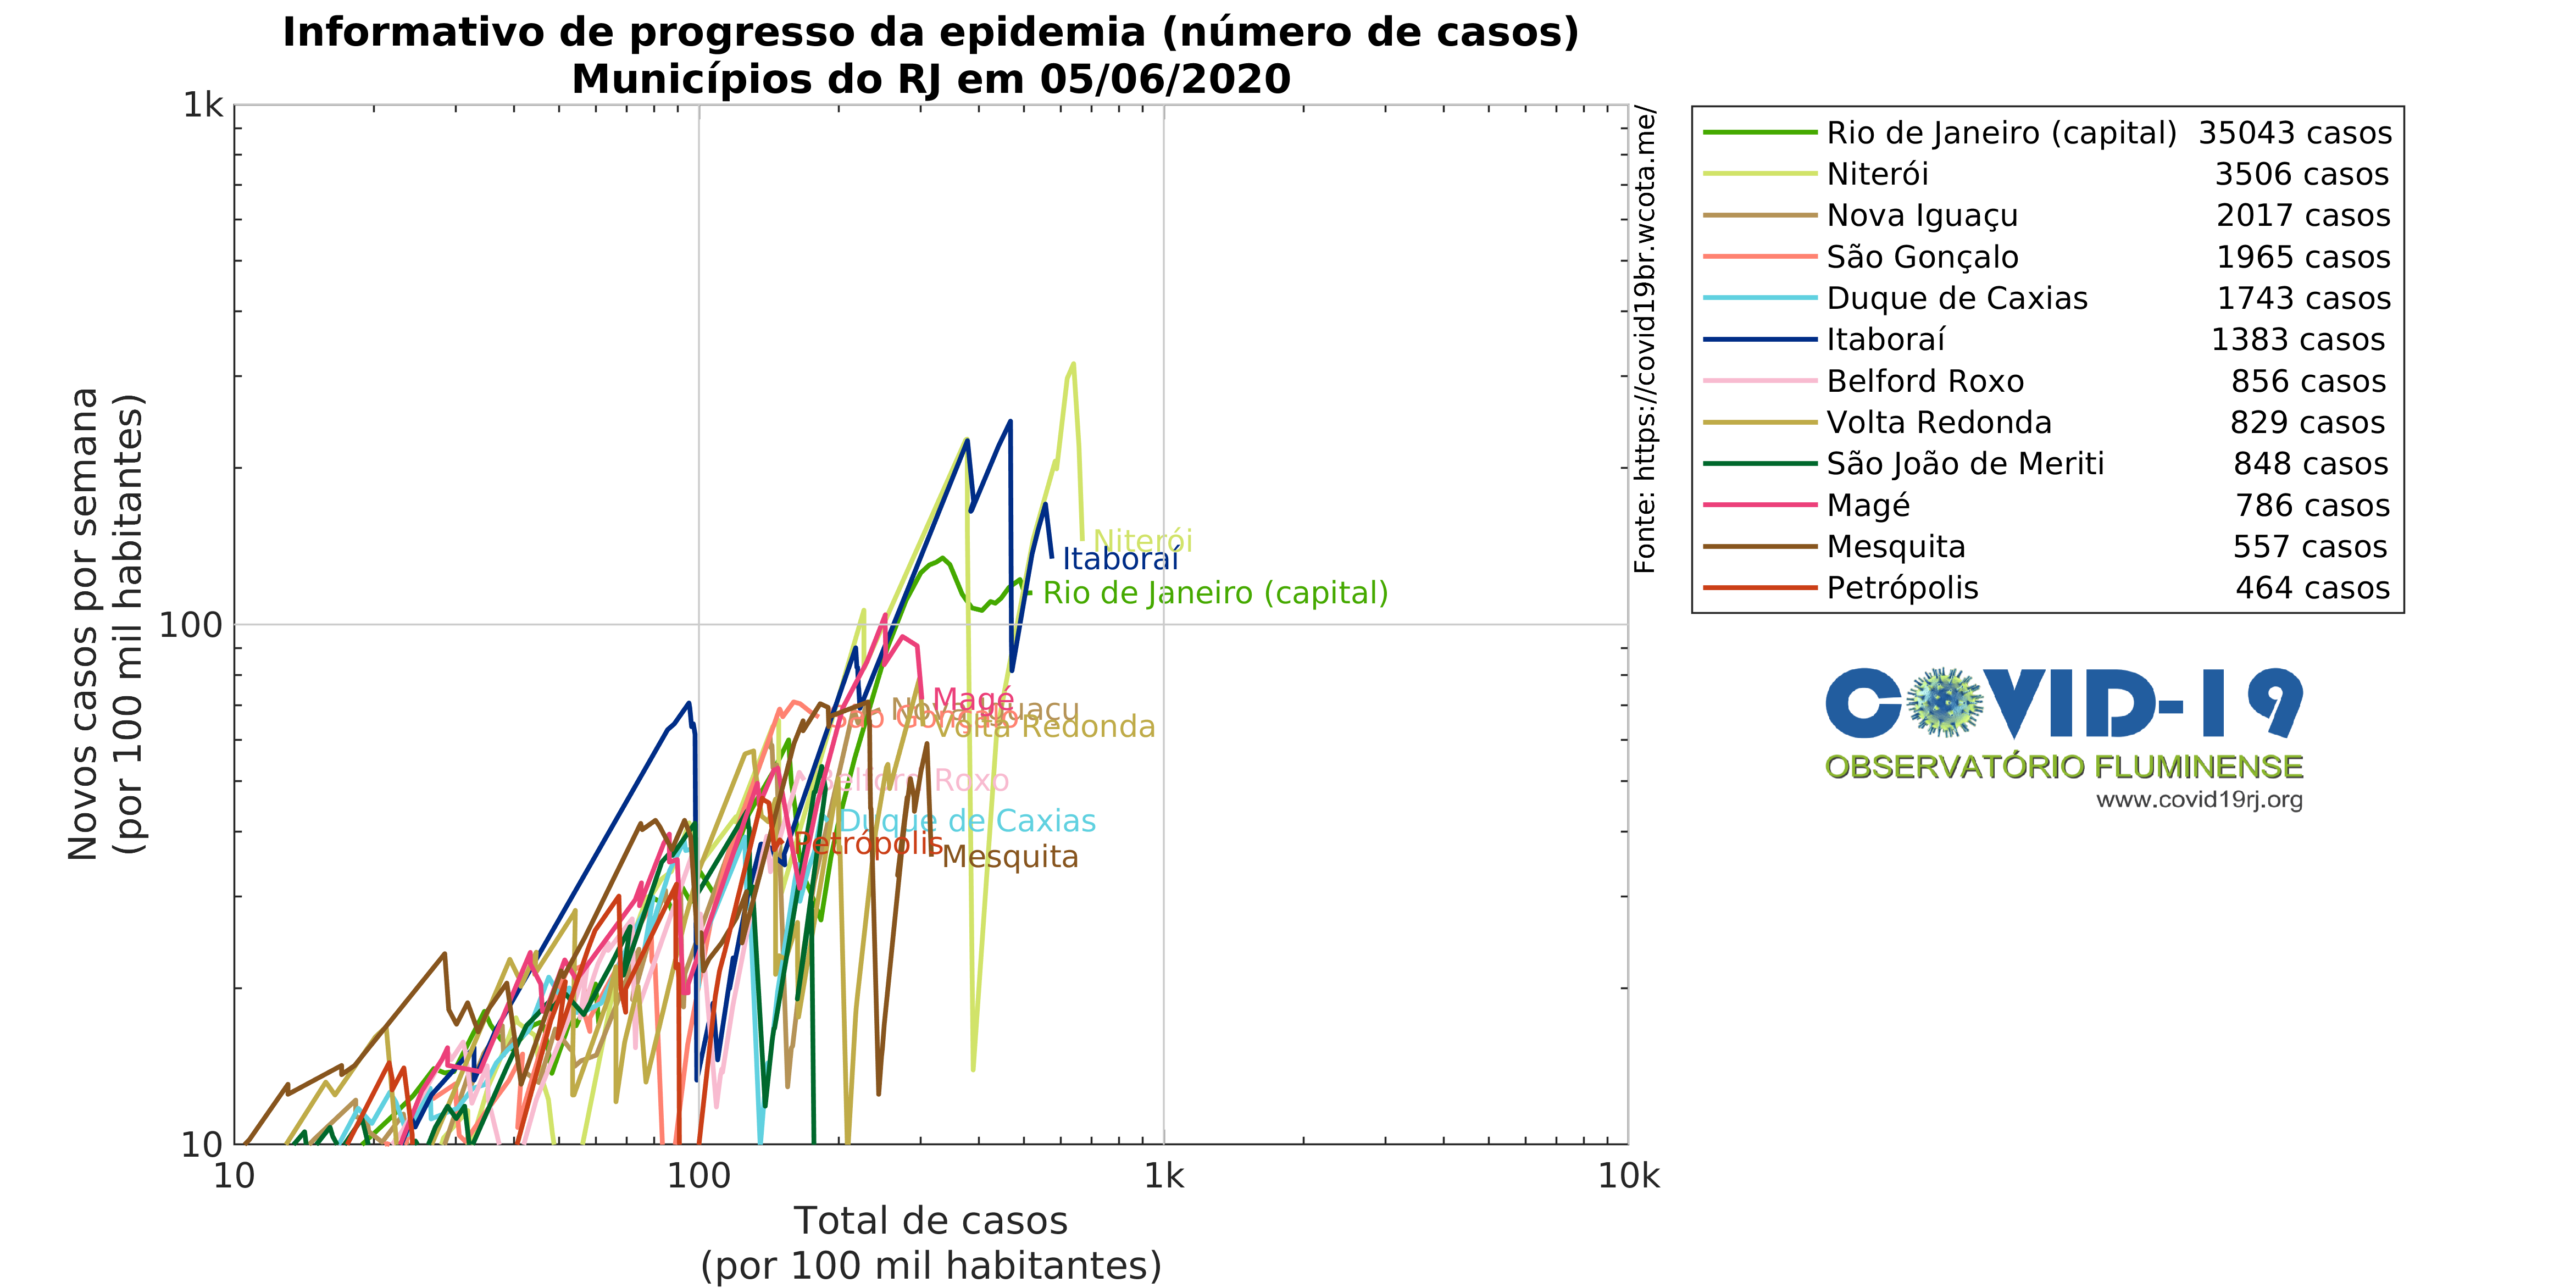 Informativo de progresso da epidemia (número de casos)
Municípios do RJ em 05/06/2020
1k
100
10
10
100
1k
10k
Novos casos por semana
(por 100 mil habitantes)
Total de casos
(por 100 mil habitantes)
Niterói
Itaboraí
Rio de Janeiro (capital)
Magé
Nova Iguaçu
São Gonçalo
Volta Redonda
Belford Roxo
Duque de Caxias
Petrópolis
Mesquita
Fonte: https://covid19br.wcota.me/
Rio de Janeiro (capital) 35043 casos
Niterói 3506 casos
Nova Iguaçu 2017 casos
São Gonçalo 1965 casos
Duque de Caxias 1743 casos
Itaboraí 1383 casos
Belford Roxo 856 casos
Volta Redonda 829 casos
São João de Meriti 848 casos
Magé 786 casos
Mesquita 557 casos
Petrópolis 464 casos
COVID-19
OBSERVATÓRIO FLUMINENSE
www.covid19rj.org